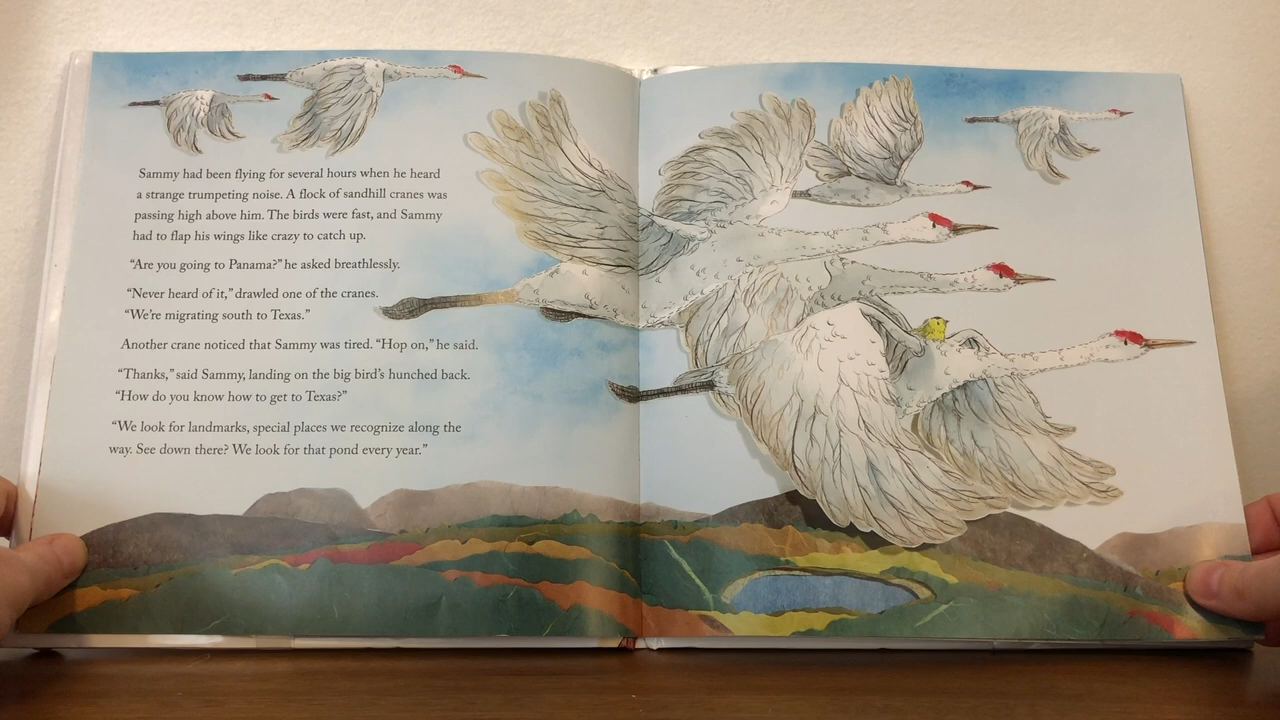 Sammy had been flying for several hours when he heard
a strange trumpeting noise. A flock of sandhill cranes was
passing high above him. The birds were fast, and Sammy
had to flap his wings like crazy to catch up.
“Are you going to Panama?” he asked breathlessly.
“Never heard of it,” drawled one of the cranes.
“We’re migrating south to Texas.”
Another crane noticed that Sammy was tired. “Hop on,” he said.
“Thanks,” said Sammy, landing on the big bird’s hunched back.
“How do you know how to get to Texas?”
“We look for landmarks, special places we recognize along the
way. See down there? We look for that pond every year.”